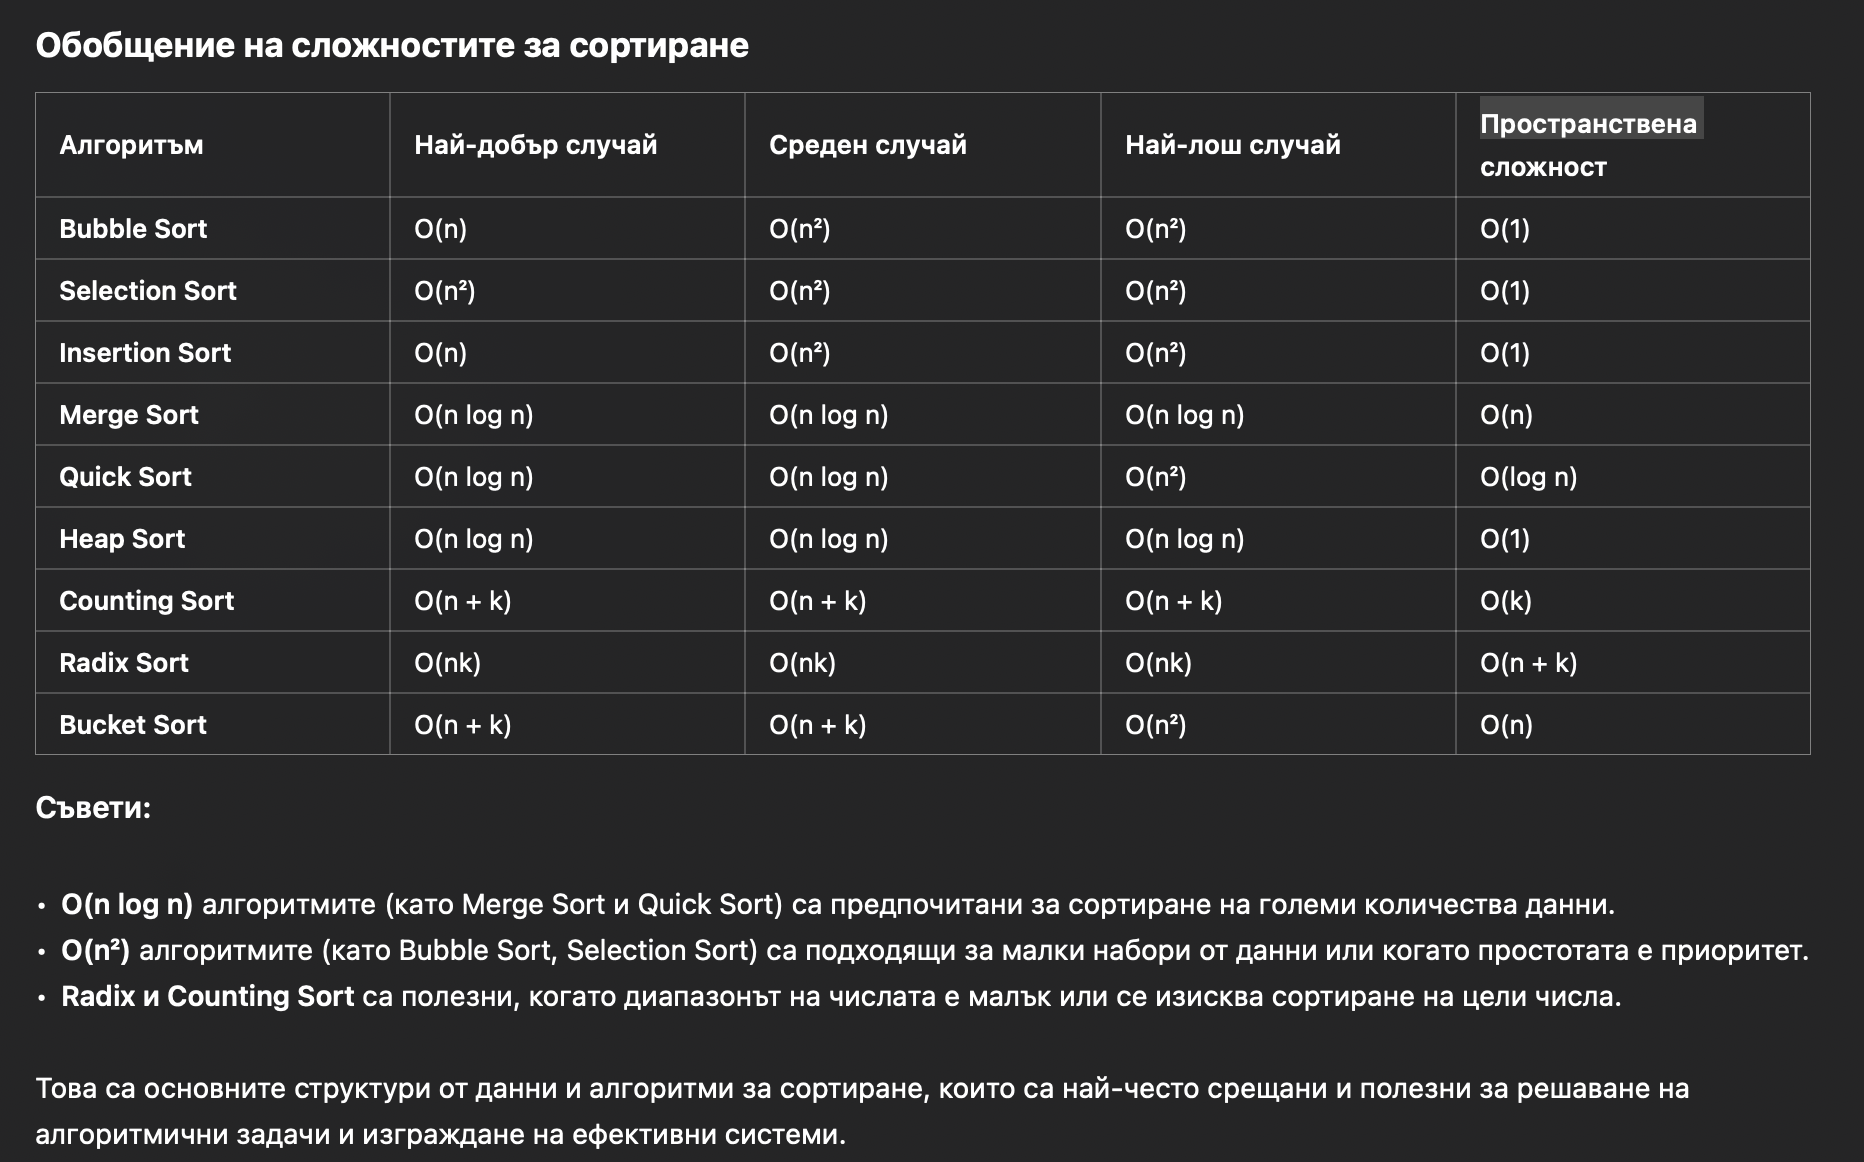 Обобщение на сложностите за сортиране
Алгоритъм Най-добър случай Среден случай Най-лош случай Пространствена сложност
Bubble Sort O(n) O(n²) O(n²) O(1)
Selection Sort O(n²) O(n²) O(n²) O(1)
Insertion Sort O(n) O(n²) O(n²) O(1)
Merge Sort O(n log n) O(n log n) O(n log n) O(n)
Quick Sort O(n log n) O(n log n) O(n²) O(log n)
Heap Sort O(n log n) O(n log n) O(n log n) O(1)
Counting Sort O(n + k) O(n + k) O(n + k) O(k)
Radix Sort O(nk) O(nk) O(nk) O(n + k)
Bucket Sort O(n + k) O(n + k) O(n²) O(n)
Съвети:
• O(n log n) алгоритмите (като Merge Sort и Quick Sort) са предпочитани за сортиране на големи количества данни.
• O(n²) алгоритмите (като Bubble Sort, Selection Sort) са подходящи за малки набори от данни или когато простотата е приоритет.
• Radix и Counting Sort са полезни, когато диапазонът на числата е малък или се изисква сортиране на цели числа.
Това са основните структури от данни и алгоритми за сортиране, които са най-често срещани и полезни за решаване на
алгоритмични задачи и изграждане на ефективни системи.